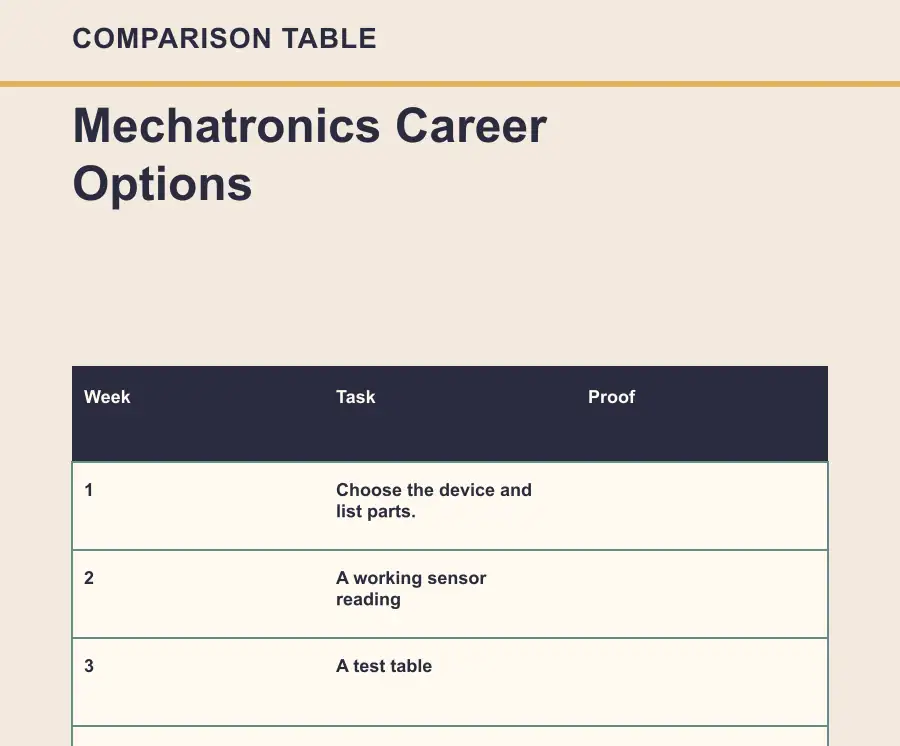 COMPARISON TABLE
Mechatronics Career
Options
Week Task Proof
1 Choose the device and
list parts.
2 A working sensor
reading
3 A test table